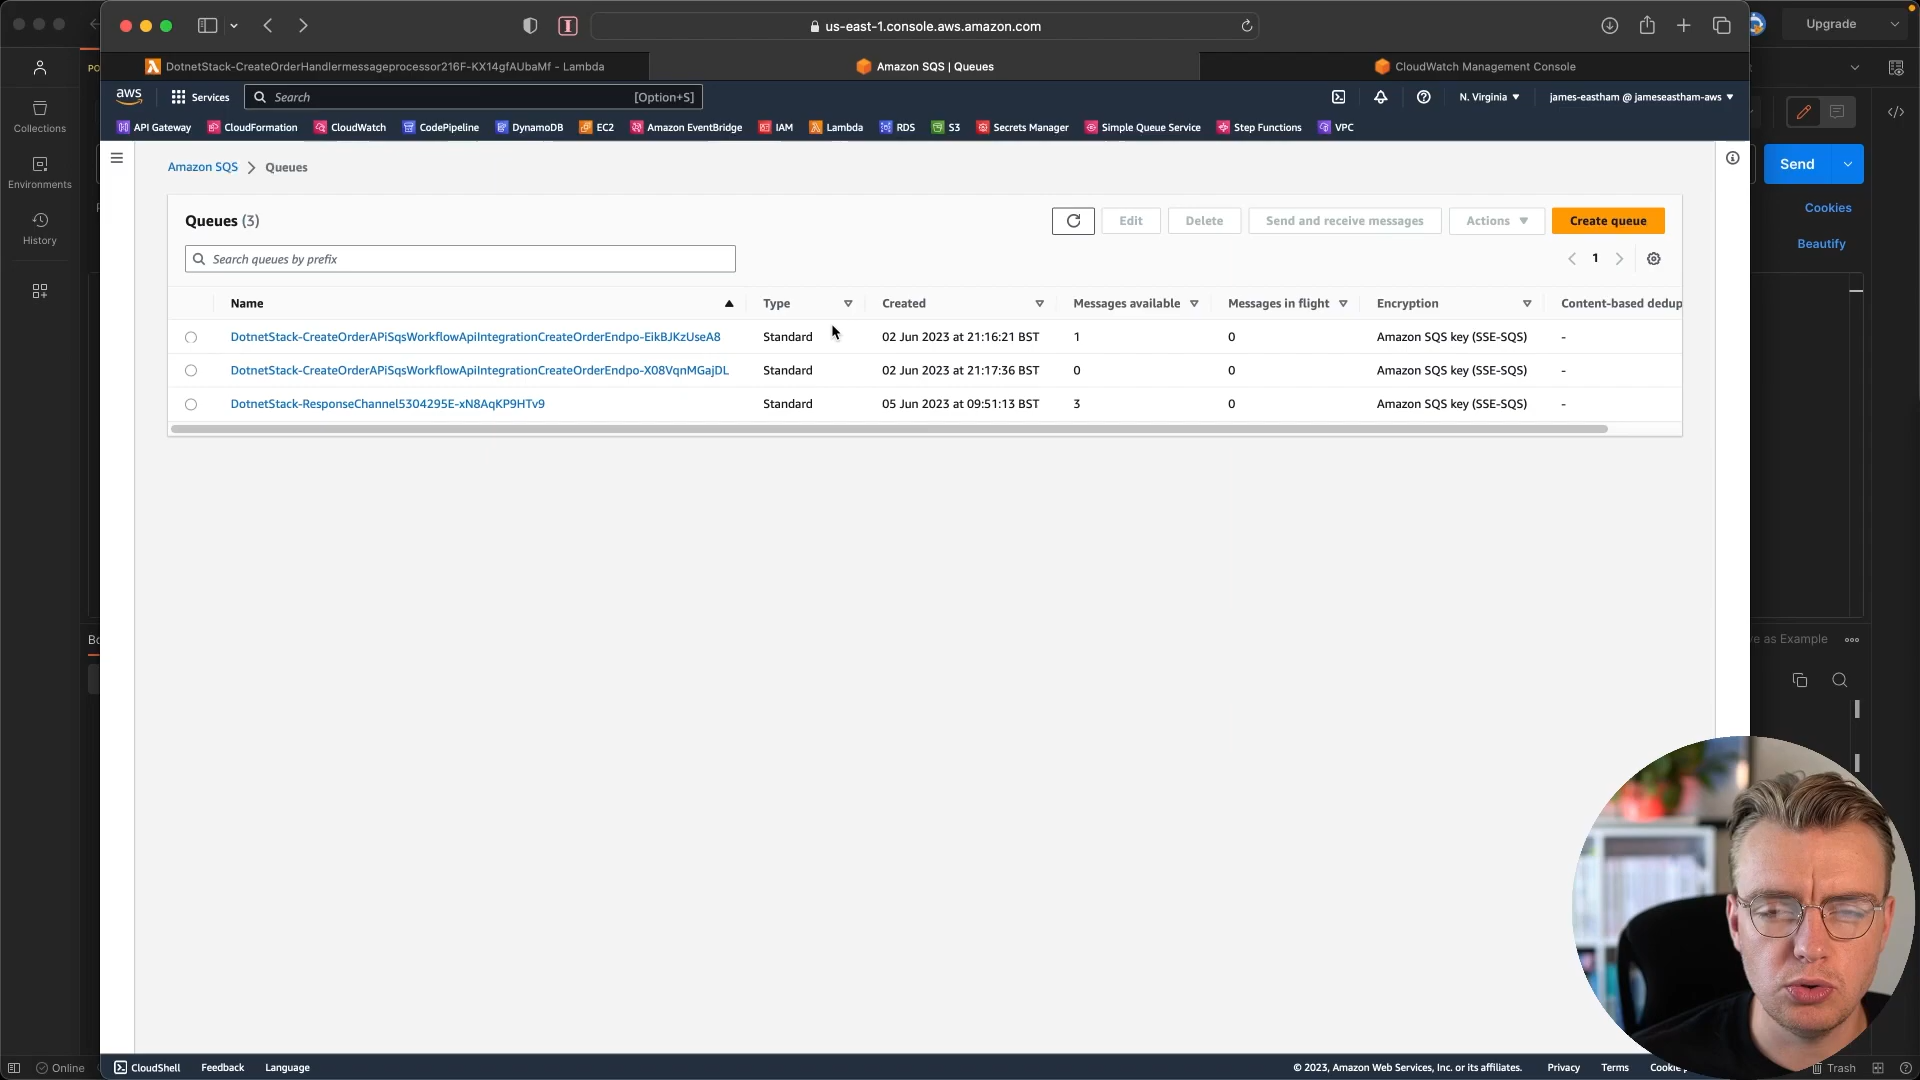 us-east-1.console.aws.amazon.com
Upgrade
DotnetStack-CreateOrderHandlermessageprocessor216F-KX14gfAUbaMf - Lambda
Amazon SQS | Queues
CloudWatch Management Console
aws
Services
Search
[Option+S]
N. Virginia
james-eastham @ jameseastham-aws
API Gateway
CloudFormation
CloudWatch
CodePipeline
DynamoDB
EC2
Amazon EventBridge
IAM
Lambda
RDS
S3
Secrets Manager
Simple Queue Service
Step Functions
VPC
Collections
Environments
History
Amazon SQS
Queues
Send
Cookies
Beautify
Queues (3)
Edit
Delete
Send and receive messages
Actions
Create queue
Search queues by prefix
1
Name
Type
Created
Messages available
Messages in flight
Encryption
Content-based dedup
DotnetStack-CreateOrderAPiSqsWorkflowApiIntegrationCreateOrderEndpo-EikBJKzUseA8
Standard
02 Jun 2023 at 21:16:21 BST
1
0
Amazon SQS key (SSE-SQS)
-
DotnetStack-CreateOrderAPiSqsWorkflowApiIntegrationCreateOrderEndpo-X08VqnMGajDL
Standard
02 Jun 2023 at 21:17:36 BST
0
0
Amazon SQS key (SSE-SQS)
-
DotnetStack-ResponseChannel5304295E-xN8AqKP9HTv9
Standard
05 Jun 2023 at 09:51:13 BST
3
0
Amazon SQS key (SSE-SQS)
-
as Example
Online
CloudShell
Feedback
Language
© 2023, Amazon Web Services, Inc. or its affiliates.
Privacy
Terms
Cookie
Trash